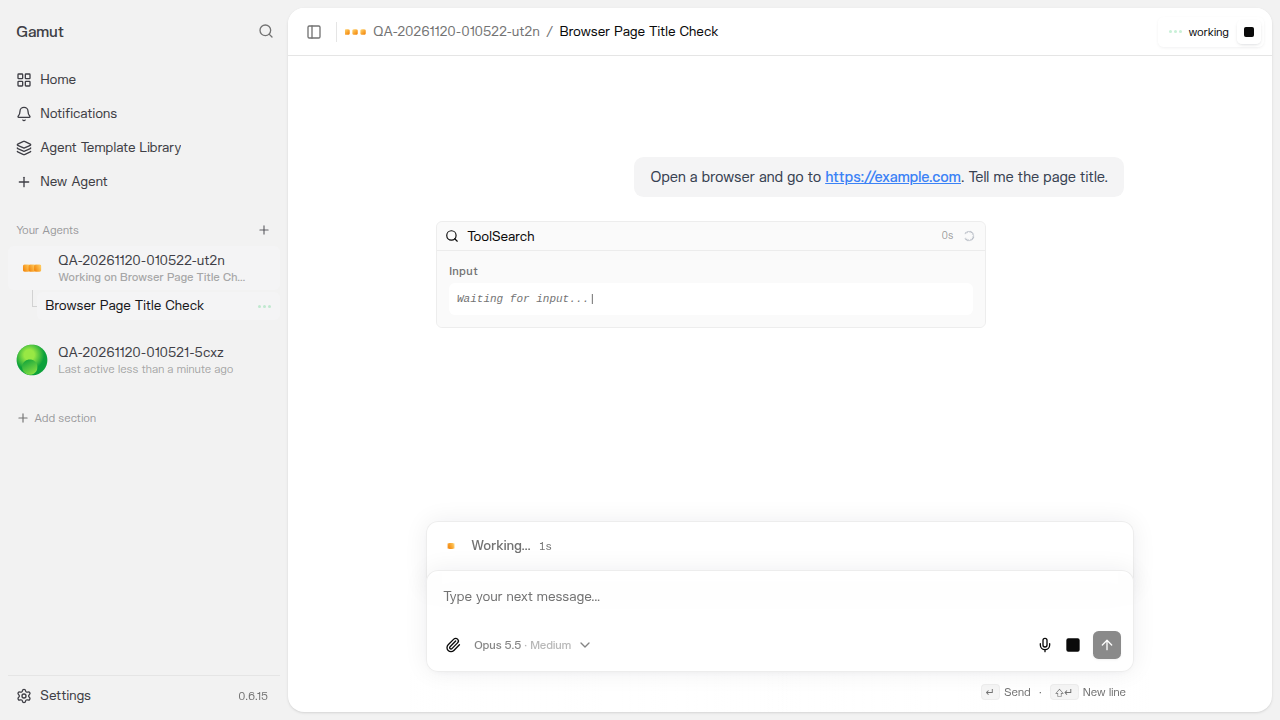 Gamut
Home
Notifications
Agent Template Library
New Agent
Your Agents
QA-20261120-010522-ut2n
Working on Browser Page Title Ch...
Browser Page Title Check
QA-20261120-010521-5cxz
Last active less than a minute ago
Add section
Settings
0.6.15
QA-20261120-010522-ut2n / Browser Page Title Check
working
Open a browser and go to https://example.com. Tell me the page title.
ToolSearch
0s
Input
Waiting for input...
Working... 1s
Type your next message...
Opus 5.5 · Medium
Send · New line